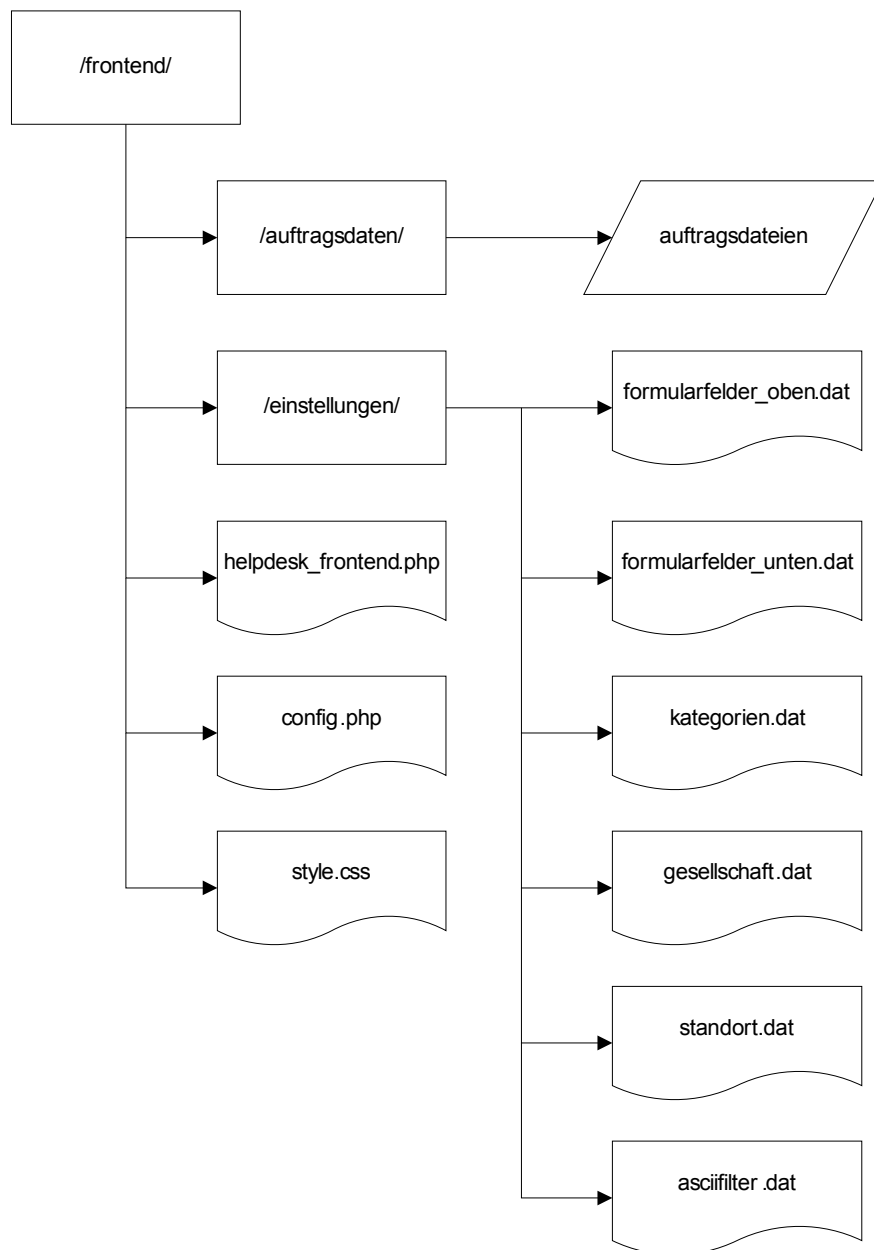 /frontend/
/auftragsdaten/
auftragsdateien
/einstellungen/
formularfelder_oben.dat
helpdesk_frontend.php
formularfelder_unten.dat
config.php
kategorien.dat
style.css
gesellschaft.dat
standort.dat
asciifilter.dat